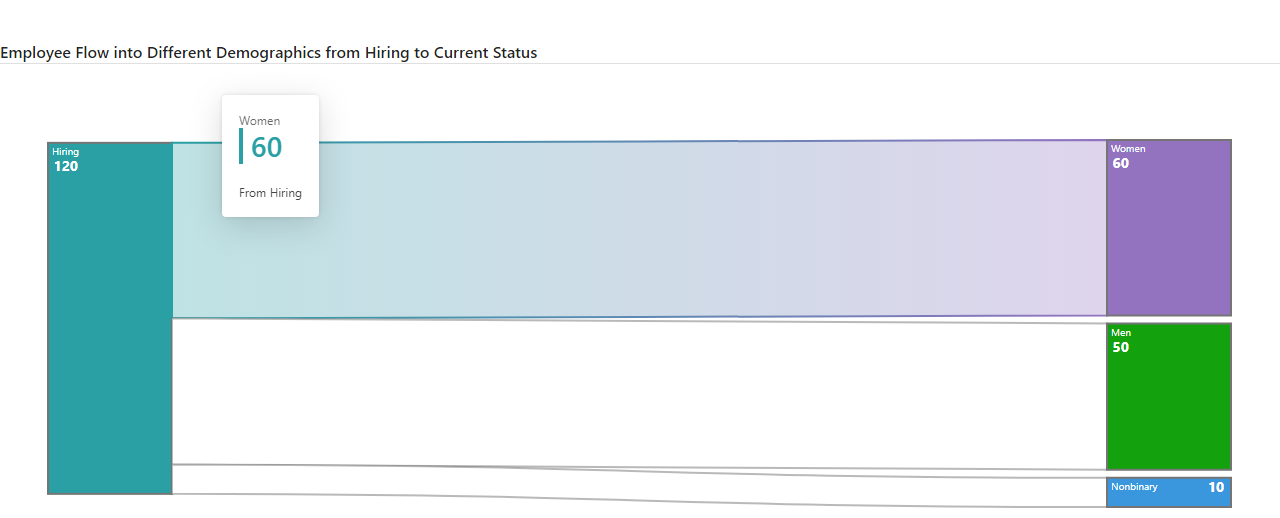 Employee Flow into Different Demographics from Hiring to Current Status
Women
60
From Hiring
Hiring
120
Women
60
Men
50
Nonbinary 10